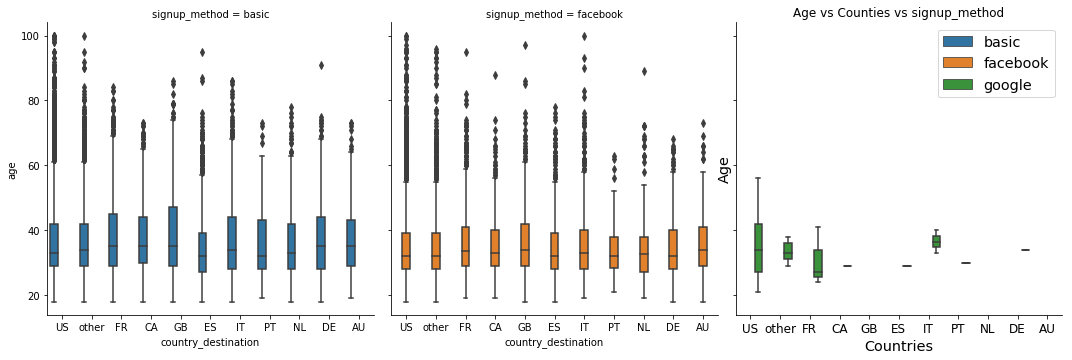 signup_method = basic
signup_method = facebook
Age vs Counties vs signup_method
100
80
60
40
20
age
Age
basic
facebook
google
US other FR CA GB ES IT PT NL DE AU
US other FR CA GB ES IT PT NL DE AU
US other FR CA GB ES IT PT NL DE AU
country_destination
country_destination
Countries